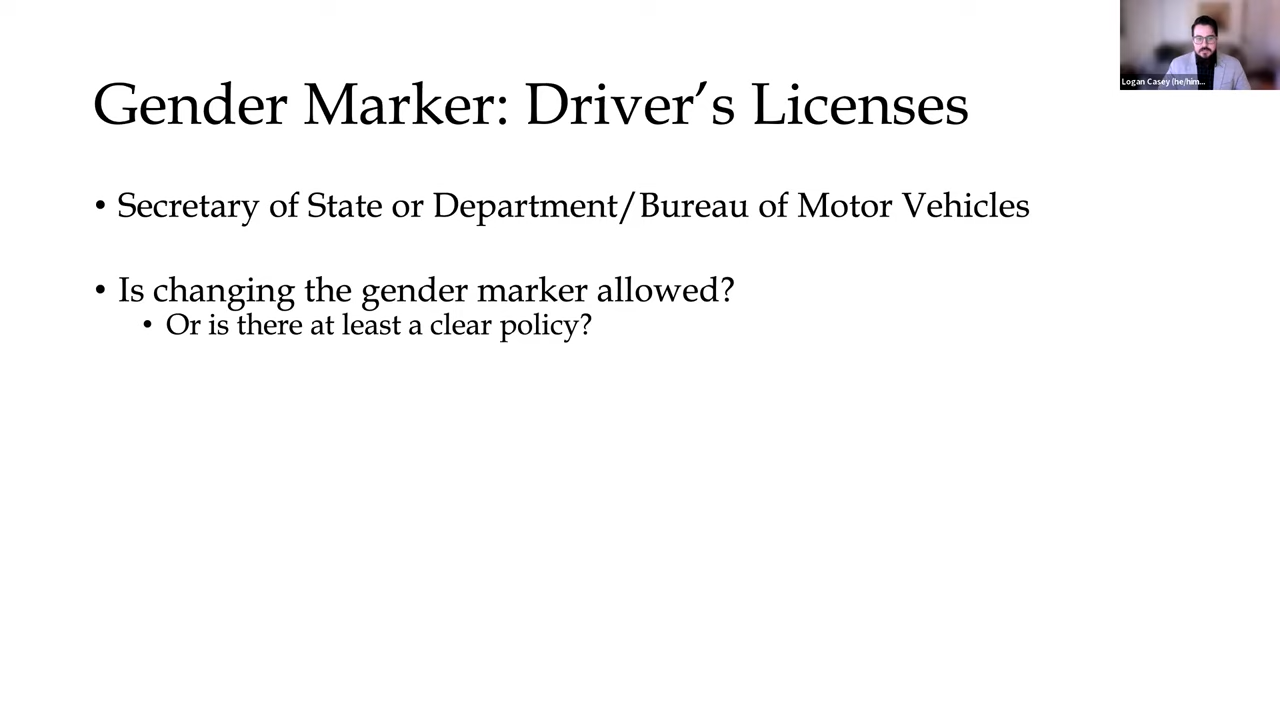 Gender Marker: Driver’s Licenses
Logan Casey (he/him...
• Secretary of State or Department/Bureau of Motor Vehicles
• Is changing the gender marker allowed?
• Or is there at least a clear policy?